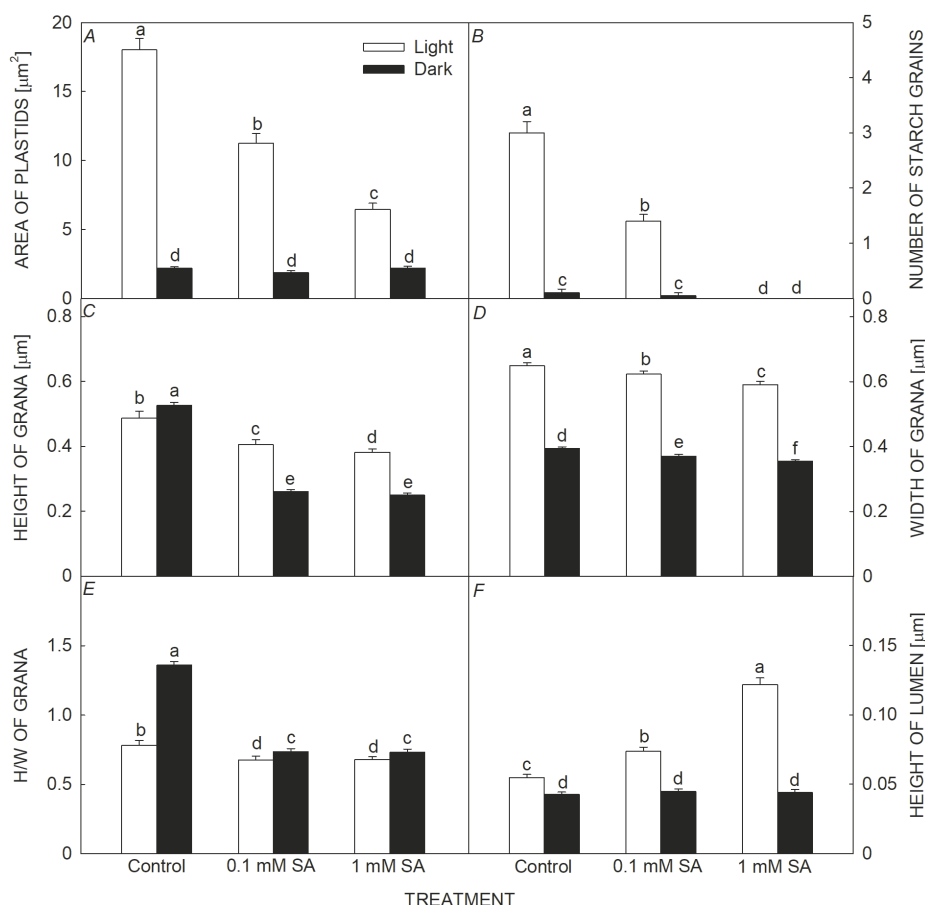 A
AREA OF PLASTIDS [μm²]
20
15
10
5
0
a
b
c
d
d
d
Light
Dark
B
NUMBER OF STARCH GRAINS
5
4
3
2
1
0
a
b
c
c
d d
C
HEIGHT OF GRANA [μm]
0.8
0.6
0.4
0.2
0
b
a
c
e
d
e
D
WIDTH OF GRANA [μm]
0.8
0.6
0.4
0.2
0
a
d
b
e
c
f
E
H/W OF GRANA
1.5
1.0
0.5
0
b
a
d
c
d
c
Control 0.1 mM SA 1 mM SA
F
HEIGHT OF LUMEN [μm]
0.15
0.10
0.05
0
c
d
b
d
a
d
Control 0.1 mM SA 1 mM SA
TREATMENT